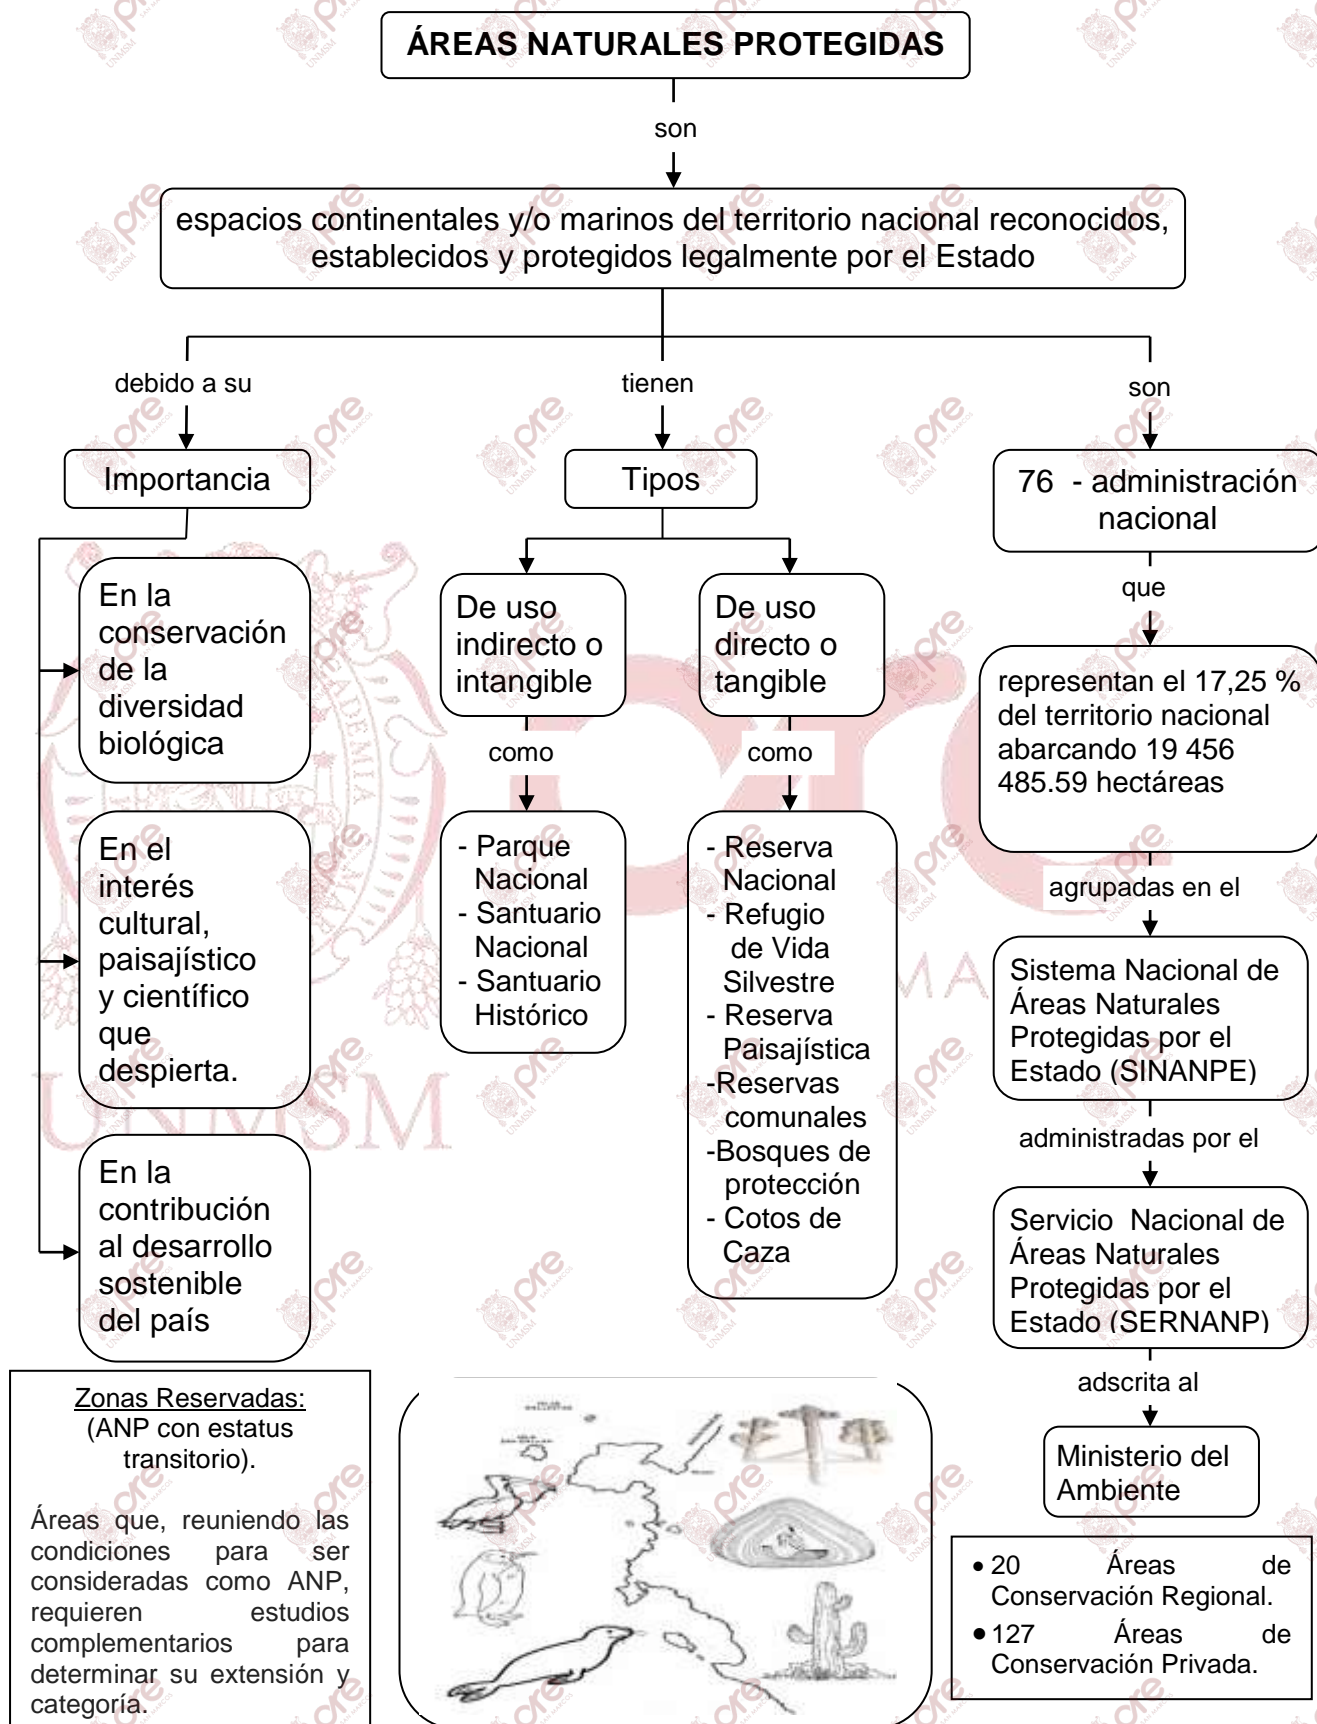 ÁREAS NATURALES PROTEGIDAS
son
espacios continentales y/o marinos del territorio nacional reconocidos,
establecidos y protegidos legalmente por el Estado
debido a su
Importancia
En la
conservación
de la
diversidad
biológica
En el
interés
cultural,
paisajístico
y científico
que
despierta.
En la
contribución
al desarrollo
sostenible
del país
tienen
Tipos
De uso
indirecto o
intangible
como
- Parque
Nacional
- Santuario
Nacional
- Santuario
Histórico
De uso
directo o
tangible
como
- Reserva
Nacional
- Refugio
de Vida
Silvestre
- Reserva
Paisajística
-Reservas
comunales
-Bosques de
protección
- Cotos de
Caza
son
76 - administración
nacional
que
representan el 17,25 %
del territorio nacional
abarcando 19 456
485.59 hectáreas
agrupadas en el
Sistema Nacional de
Áreas Naturales
Protegidas por el
Estado (SINANPE)
administradas por el
Servicio Nacional de
Áreas Naturales
Protegidas por el
Estado (SERNANP)
adscrita al
Ministerio del
Ambiente
• 20 Áreas de
Conservación Regional.
• 127 Áreas de
Conservación Privada.
Zonas Reservadas:
(ANP con estatus
transitorio).
Áreas que, reuniendo las
condiciones para ser
consideradas como ANP,
requieren estudios
complementarios para
determinar su extensión y
categoría.
UNMSM
pre
SAN MARCOS